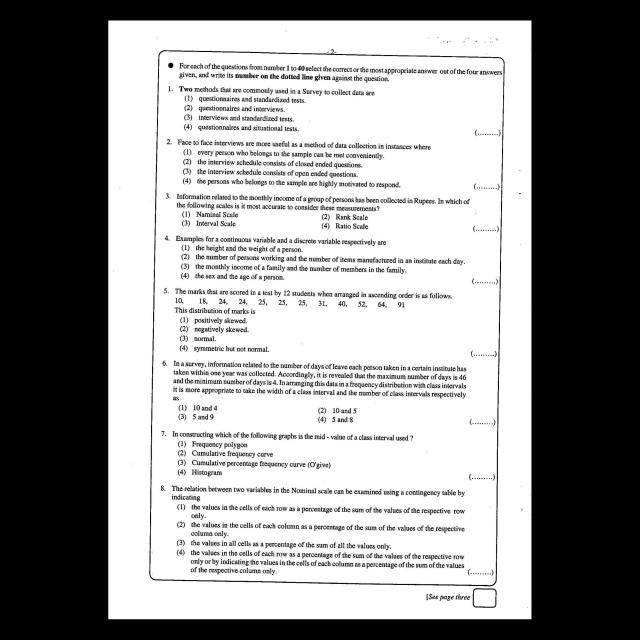 - 2 -
● For each of the questions from number 1 to 40 select the correct or the most appropriate answer out of the four answers
given, and write its number on the dotted line given against the question.
1. Two methods that are commonly used in a Survey to collect data are
(1) questionnaires and standardized tests.
(2) questionnaires and interviews.
(3) interviews and standardized tests.
(4) questionnaires and situational tests.
(..........)
2. Face to face interviews are more useful as a method of data collection in instances where
(1) every person who belongs to the sample can be met conveniently.
(2) the interview schedule consists of closed ended questions.
(3) the interview schedule consists of open ended questions.
(4) the persons who belongs to the sample are highly motivated to respond.
(..........)
3. Information related to the monthly income of a group of persons has been collected in Rupees. In which of
the following scales is it most accurate to consider these measurements?
(1) Naminal Scale (2) Rank Scale
(3) Interval Scale (4) Ratio Scale
(..........)
4. Examples for a continuous variable and a discrete variable respectively are
(1) the height and the weight of a person.
(2) the number of persons working and the number of items manufactured in an institute each day.
(3) the monthly income of a family and the number of members in the family.
(4) the sex and the age of a person.
(..........)
5. The marks that are scored in a test by 12 students when arranged in ascending order is as follows.
10, 18, 24, 24, 25, 25, 25, 31, 40, 52, 64, 91
This distribution of marks is
(1) positively skewed.
(2) negatively skewed.
(3) normal.
(4) symmetric but not normal.
(..........)
6. In a survey, information related to the number of days of leave each person taken in a certain institute has
taken within one year was collected. Accordingly, it is revealed that the maximum number of days is 46
and the minimum number of days is 4. In arranging this data in a frequency distribution with class intervals
it is more appropriate to take the width of a class interval and the number of class intervals respectively
as
(1) 10 and 4 (2) 10 and 5
(3) 5 and 9 (4) 5 and 8
(..........)
7. In constructing which of the following graphs is the mid - value of a class interval used ?
(1) Frequency polygon
(2) Cumulative frequency curve
(3) Cumulative percentage frequency curve (O'give)
(4) Histogram
(..........)
8. The relation between two variables in the Nominal scale can be examined using a contingency table by
indicating
(1) the values in the cells of each row as a percentage of the sum of the values of the respective row
only.
(2) the values in the cells of each column as a percentage of the sum of the values of the respective
column only.
(3) the values in all cells as a percentage of the sum of all the values only.
(4) the values in the cells of each row as a percentage of the sum of the values of the respective row
only or by indicating the values in the cells of each column as a percentage of the sum of the values
of the respective column only.
(..........)
[See page three